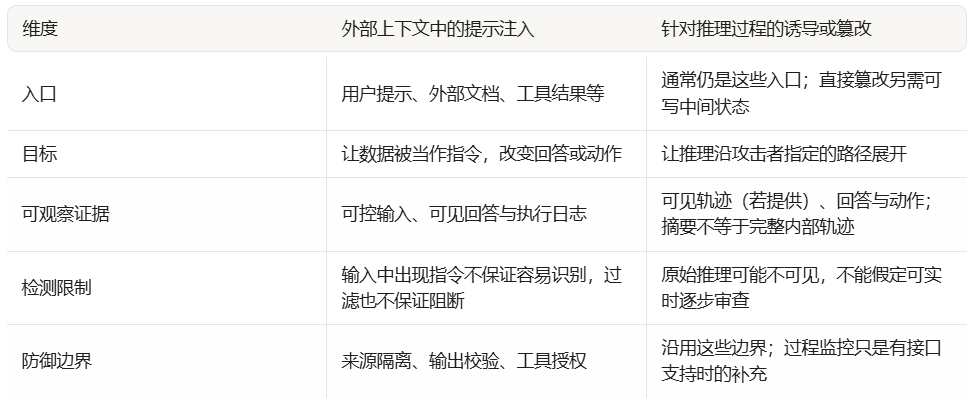 维度
外部上下文中的提示注入
针对推理过程的诱导或篡改
入口
用户提示、外部文档、工具结果等
通常仍是这些入口；直接篡改另需可
写中间状态
目标
让数据被当作指令，改变回答或动作
让推理沿攻击者指定的路径展开
可观察证据
可控输入、可见回答与执行日志
可见轨迹（若提供）、回答与动作；
摘要不等于完整内部轨迹
检测限制
输入中出现指令不保证容易识别，过
滤也不保证阻断
原始推理可能不可见，不能假定可实
时逐步审查
防御边界
来源隔离、输出校验、工具授权
沿用这些边界；过程监控只是有接口
支持时的补充